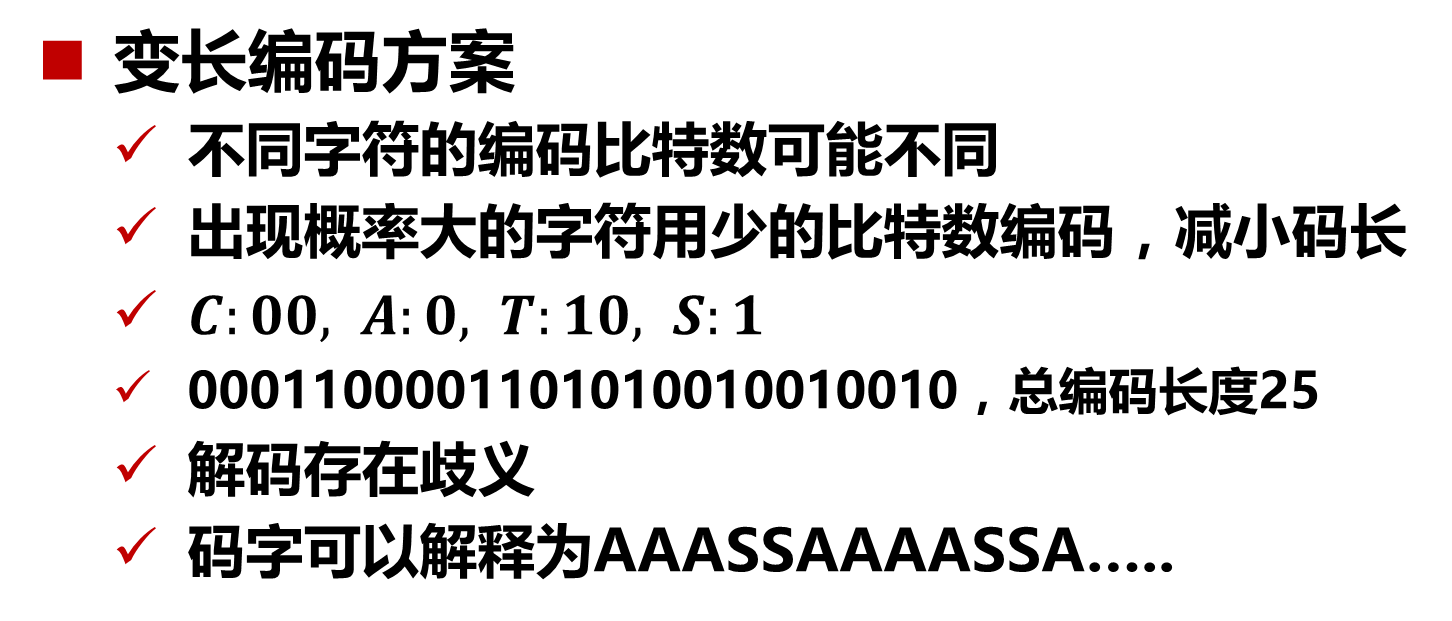 变长编码方案
不同字符的编码比特数可能不同
出现概率大的字符用少的比特数编码，减小码长
C: 00, A: 0, T: 10, S: 1
0001100001101010010010010，总编码长度25
解码存在歧义
码字可以解释为AAASSAAAASSA…..